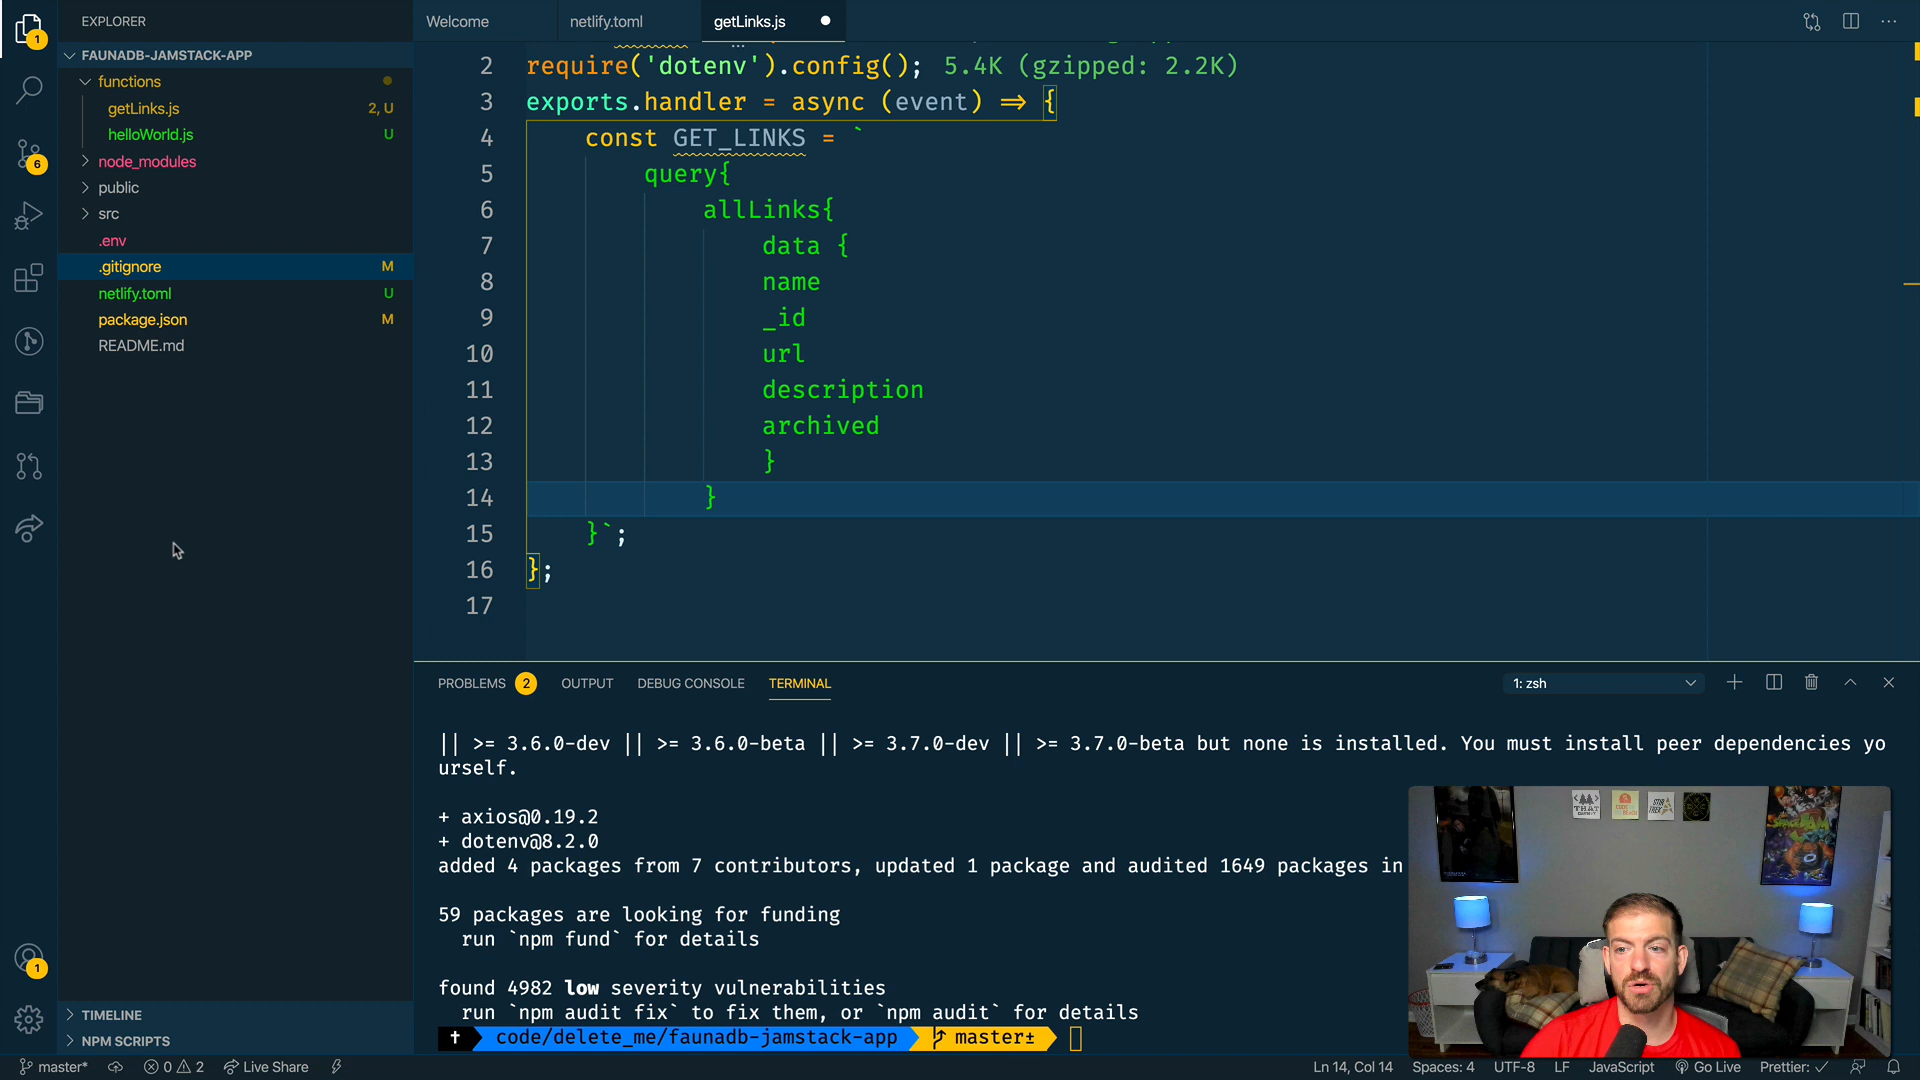 EXPLORER
Welcome
netlify.toml
getLinks.js
FAUNADB-JAMSTACK-APP
functions
getLinks.js 2, U
helloWorld.js U
node_modules
public
src
.env
.gitignore M
netlify.toml U
package.json M
README.md
1
6
1
TIMELINE
NPM SCRIPTS
2 require('dotenv').config(); 5.4K (gzipped: 2.2K)
3 exports.handler = async (event) => {
4 const GET_LINKS = `
5 query{
6 allLinks{
7 data {
8 name
9 _id
10 url
11 description
12 archived
13 }
14 }
15 }`;
16 };
17
PROBLEMS 2 OUTPUT DEBUG CONSOLE TERMINAL 1: zsh
|| >= 3.6.0-dev || >= 3.6.0-beta || >= 3.7.0-dev || >= 3.7.0-beta but none is installed. You must install peer dependencies yo
urself.
+ axios@0.19.2
+ dotenv@8.2.0
added 4 packages from 7 contributors, updated 1 package and audited 1649 packages in
59 packages are looking for funding
run `npm fund` for details
found 4982 low severity vulnerabilities
run `npm audit fix` to fix them, or `npm audit` for details
code/delete_me/faunadb-jamstack-app master±
master* 0 2 Live Share Ln 14, Col 14 Spaces: 4 UTF-8 LF JavaScript Go Live Prettier: ✓